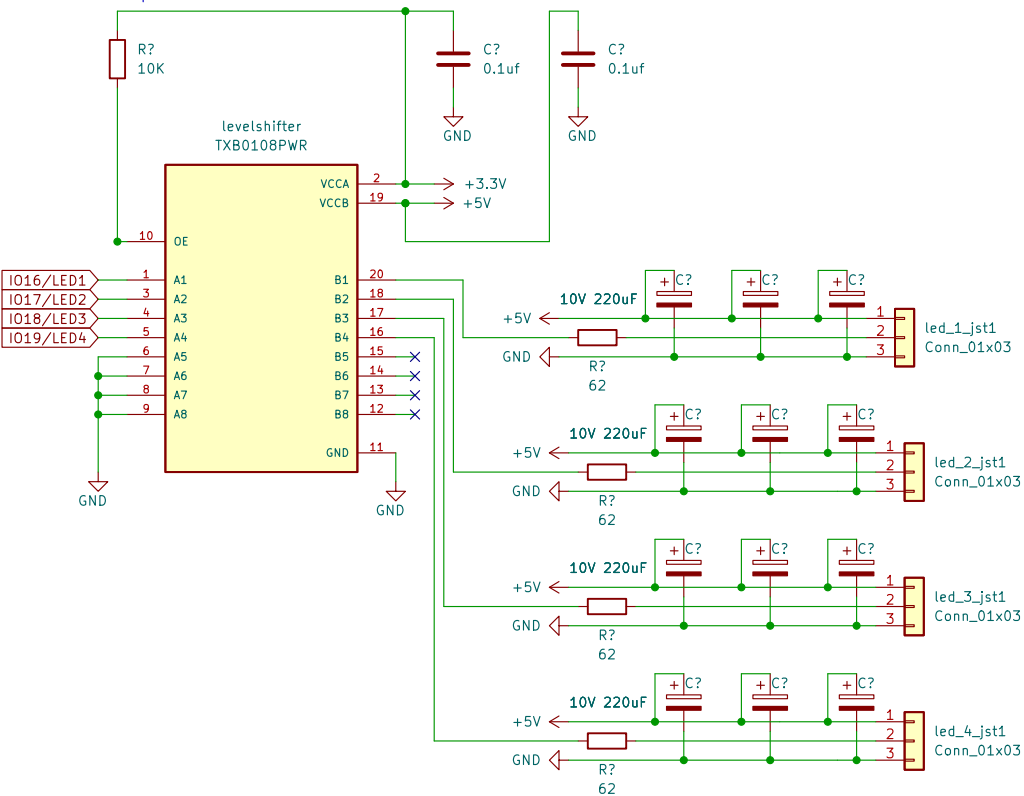 R?
10K
C?
0.1uf
GND
C?
0.1uf
GND
levelshifter
TXB0108PWR
VCCA 2 +3.3V
VCCB 19 +5V
10 OE
IO16/LED1 1 A1 B1 20
IO17/LED2 3 A2 B2 18
IO18/LED3 4 A3 B3 17
IO19/LED4 5 A4 B4 16
6 A5 B5 15
7 A6 B6 14
8 A7 B7 13
9 A8 B8 12
GND 11
GND
GND
+ C? + C? + C?
10V 220uF
+5V 1
2
GND 3
led_1_jst1
Conn_01x03
R?
62
+ C? + C? + C?
10V 220uF
+5V 1
2
GND 3
led_2_jst1
Conn_01x03
R?
62
+ C? + C? + C?
10V 220uF
+5V 1
2
GND 3
led_3_jst1
Conn_01x03
R?
62
+ C? + C? + C?
10V 220uF
+5V 1
2
GND 3
led_4_jst1
Conn_01x03
R?
62